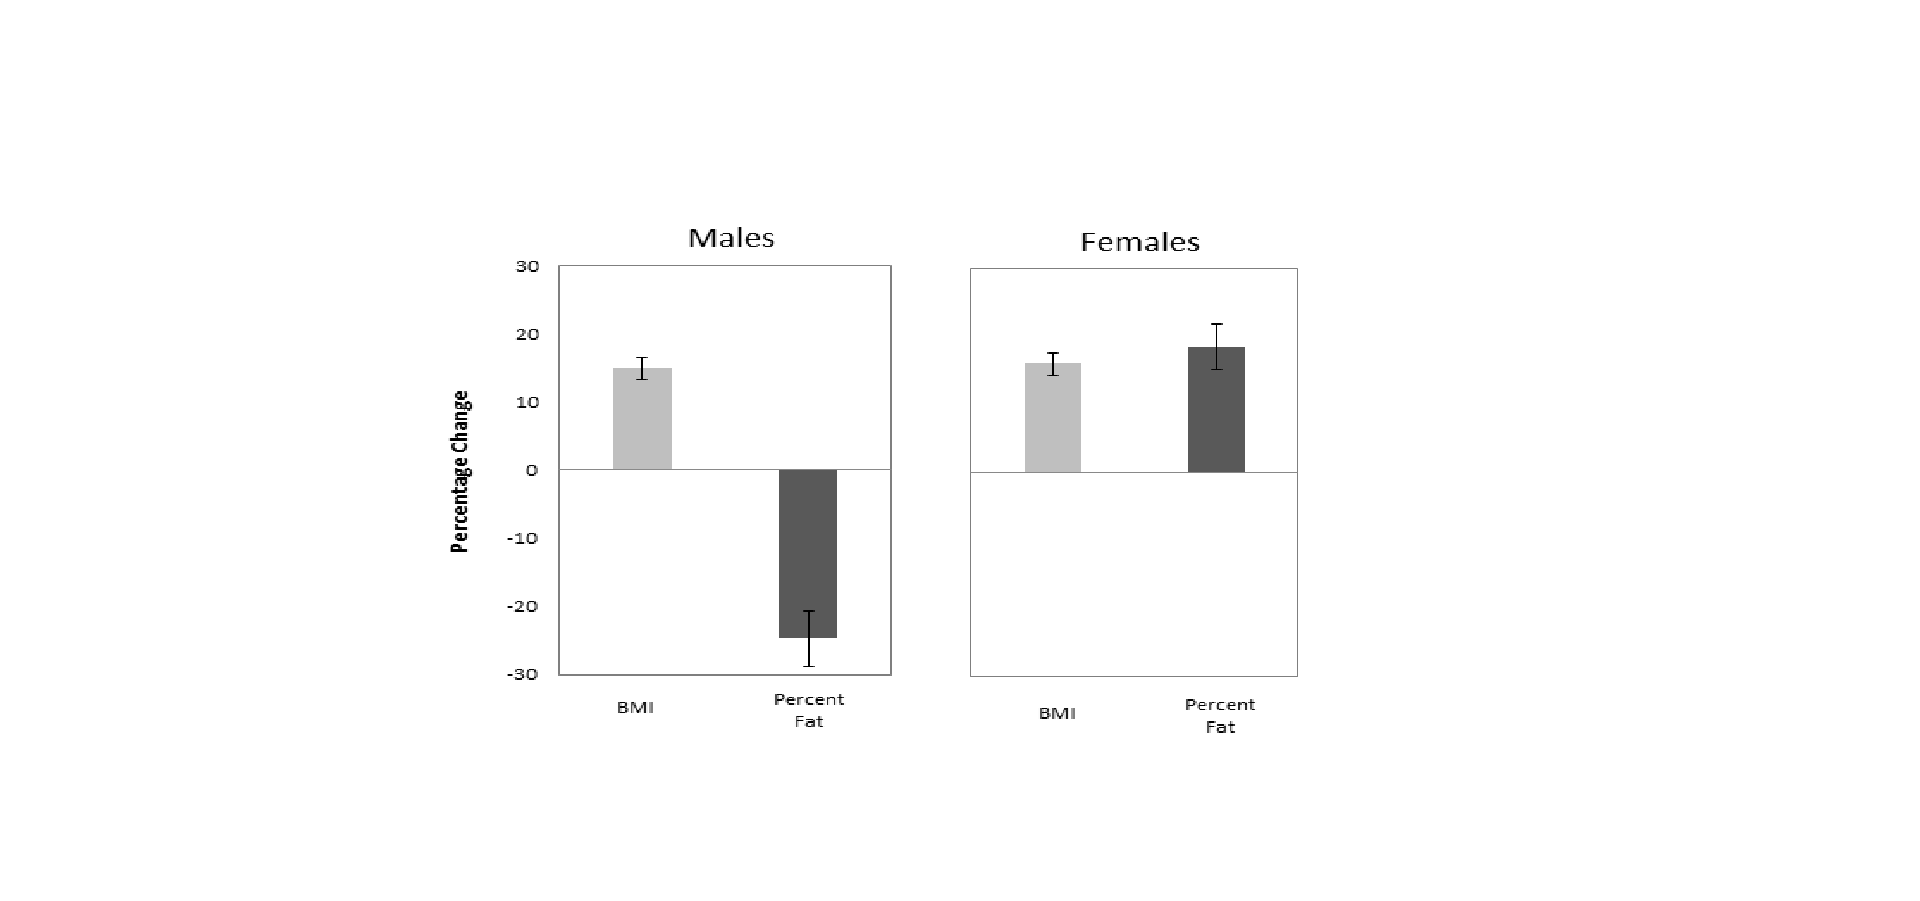 Males
Females
30
20
10
0
-10
-20
-30
Percentage Change
BMI
Percent
Fat
BMI
Percent
Fat